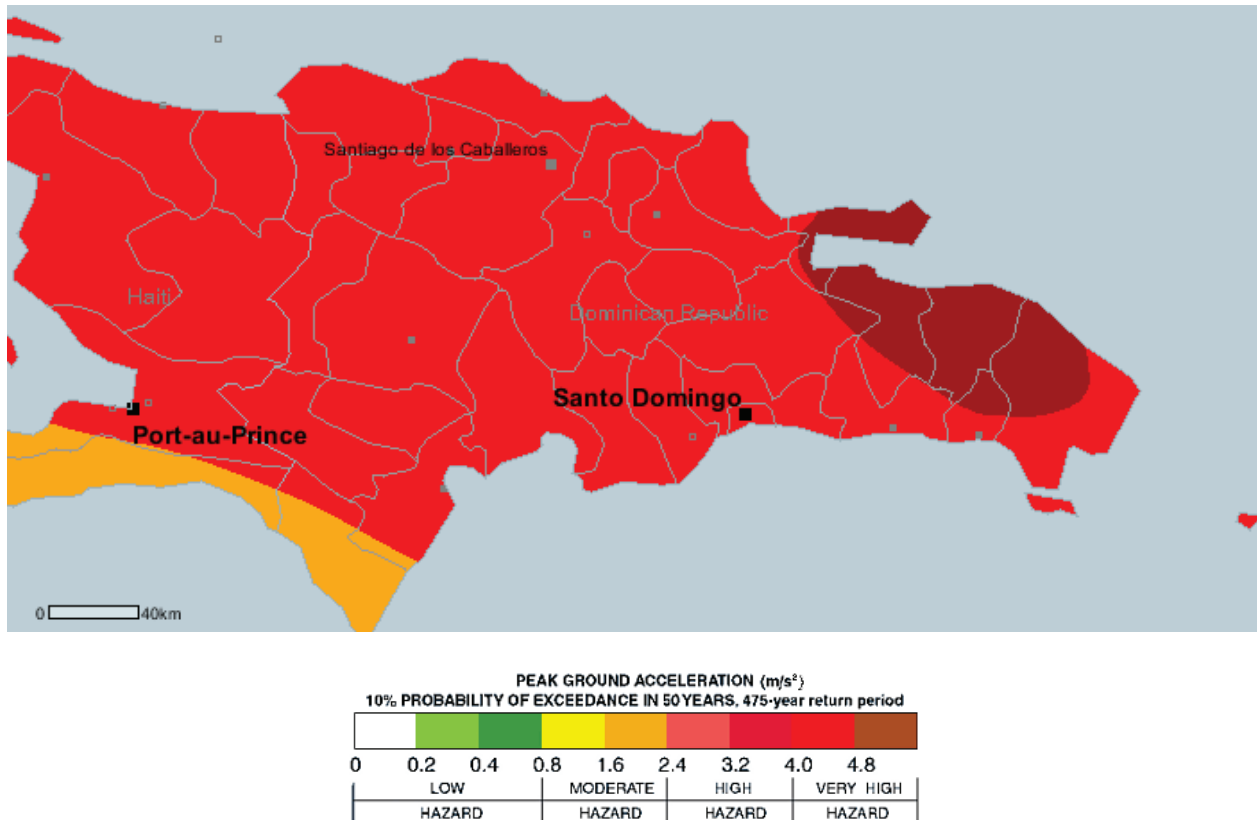 Santiago de los Caballeros
Haiti
Dominican Republic
Santo Domingo
Port-au-Prince
0 40km
PEAK GROUND ACCELERATION (m/s²)
10% PROBABILITY OF EXCEEDANCE IN 50 YEARS, 475-year return period
0 0.2 0.4 0.8 1.6 2.4 3.2 4.0 4.8
LOW MODERATE HIGH VERY HIGH
HAZARD HAZARD HAZARD HAZARD